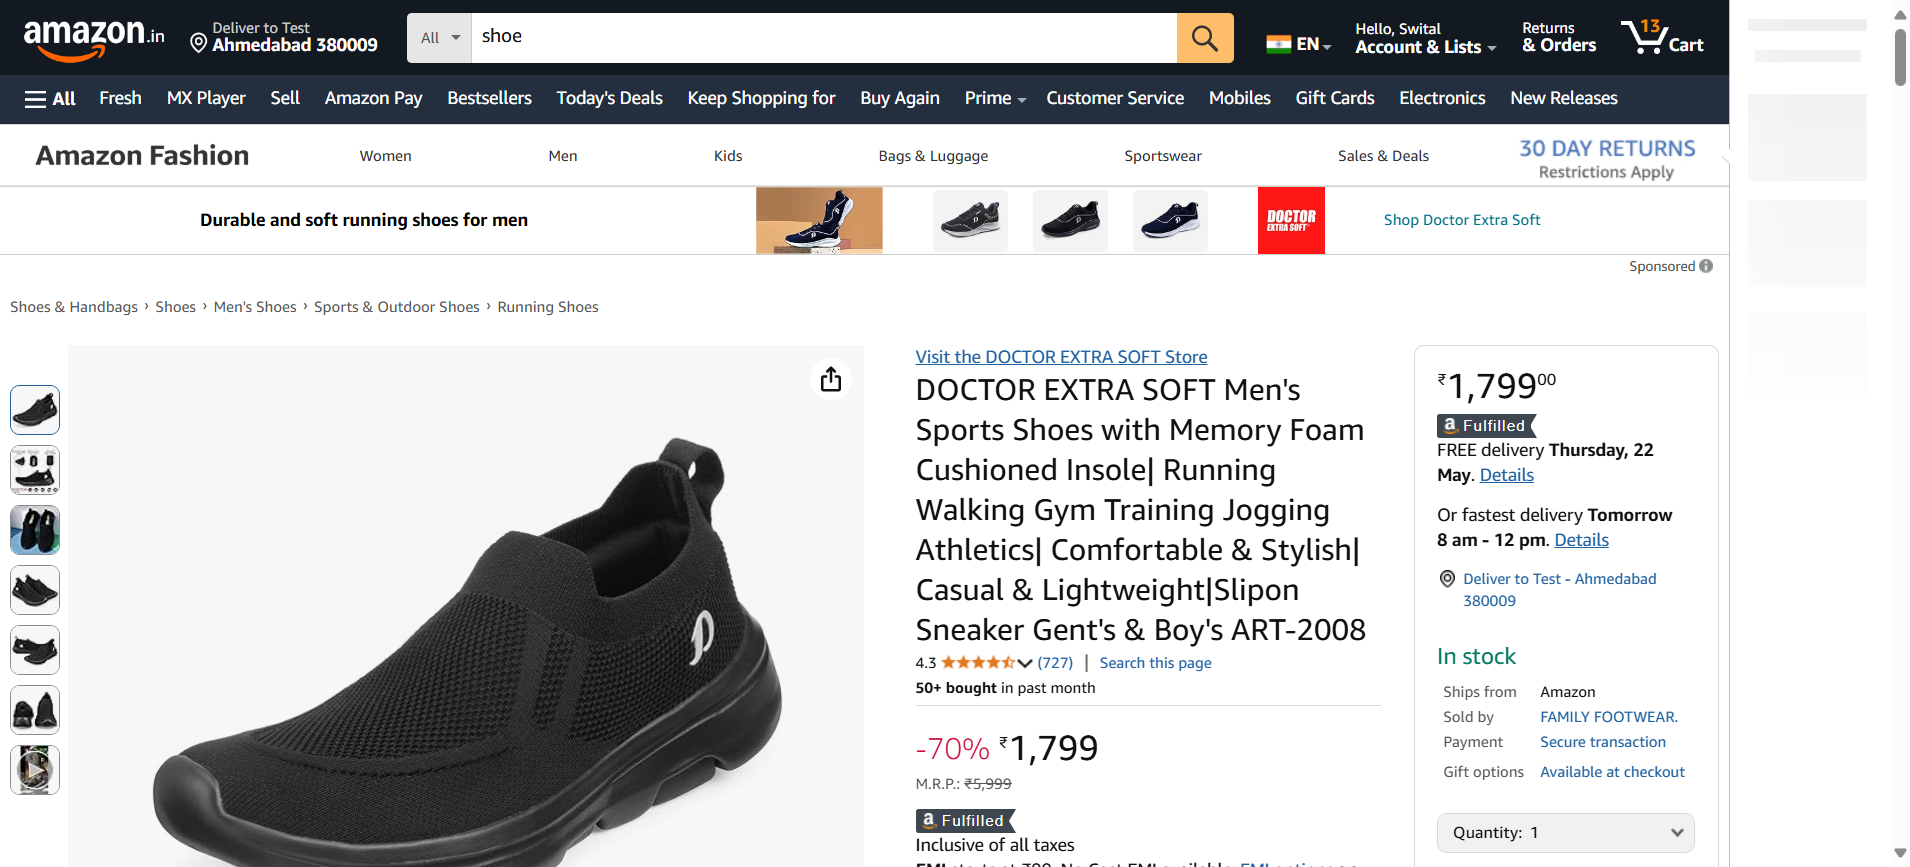 amazon.in
Deliver to Test
Ahmedabad 380009
All
shoe
EN
Hello, Swital
Account & Lists
Returns
& Orders
13
Cart
All
Fresh
MX Player
Sell
Amazon Pay
Bestsellers
Today's Deals
Keep Shopping for
Buy Again
Prime
Customer Service
Mobiles
Gift Cards
Electronics
New Releases
Amazon Fashion
Women
Men
Kids
Bags & Luggage
Sportswear
Sales & Deals
30 DAY RETURNS
Restrictions Apply
Durable and soft running shoes for men
DOCTOR
EXTRA SOFT
Shop Doctor Extra Soft
Sponsored
Shoes & Handbags › Shoes › Men's Shoes › Sports & Outdoor Shoes › Running Shoes
Visit the DOCTOR EXTRA SOFT Store
DOCTOR EXTRA SOFT Men's
Sports Shoes with Memory Foam
Cushioned Insole| Running
Walking Gym Training Jogging
Athletics| Comfortable & Stylish|
Casual & Lightweight|Slipon
Sneaker Gent's & Boy's ART-2008
4.3 (727) | Search this page
50+ bought in past month
-70% ₹1,799
M.R.P.: ₹5,999
a Fulfilled
Inclusive of all taxes
₹1,79900
a Fulfilled
FREE delivery Thursday, 22
May. Details
Or fastest delivery Tomorrow
8 am - 12 pm. Details
Deliver to Test - Ahmedabad
380009
In stock
Ships from Amazon
Sold by FAMILY FOOTWEAR.
Payment Secure transaction
Gift options Available at checkout
Quantity: 1